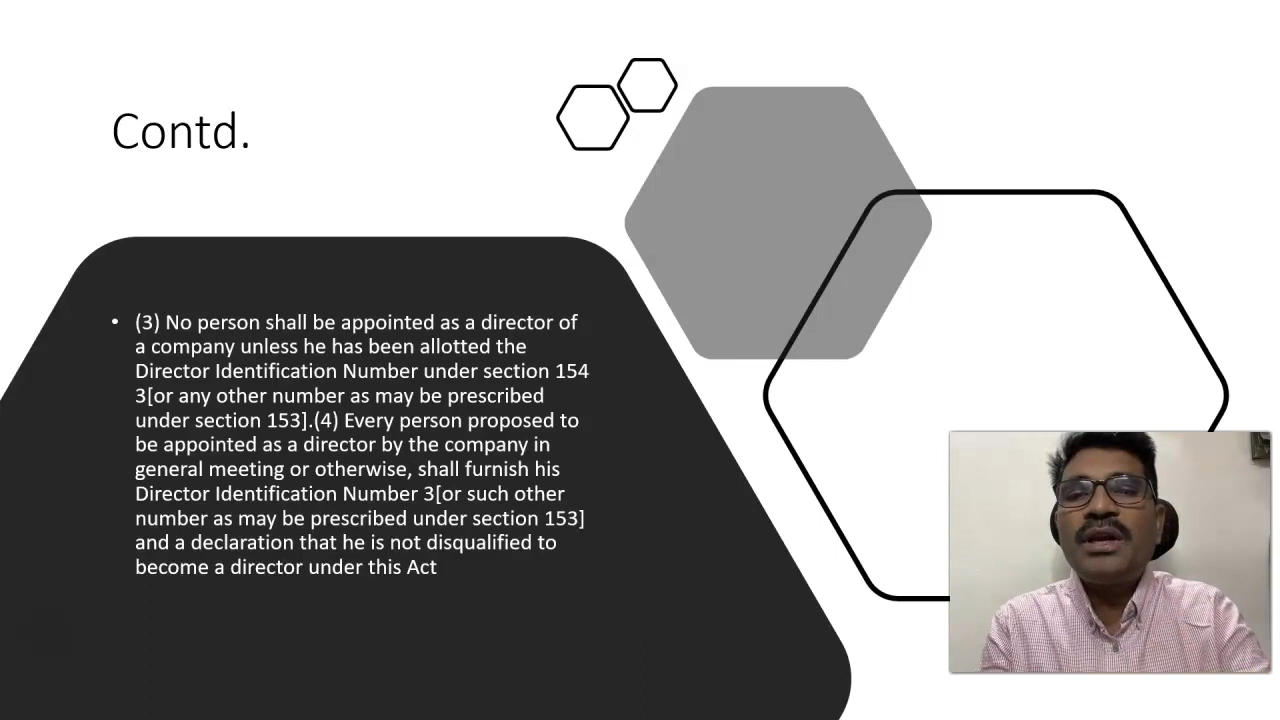 Contd.
• (3) No person shall be appointed as a director of
a company unless he has been allotted the
Director Identification Number under section 154
3[or any other number as may be prescribed
under section 153].(4) Every person proposed to
be appointed as a director by the company in
general meeting or otherwise, shall furnish his
Director Identification Number 3[or such other
number as may be prescribed under section 153]
and a declaration that he is not disqualified to
become a director under this Act